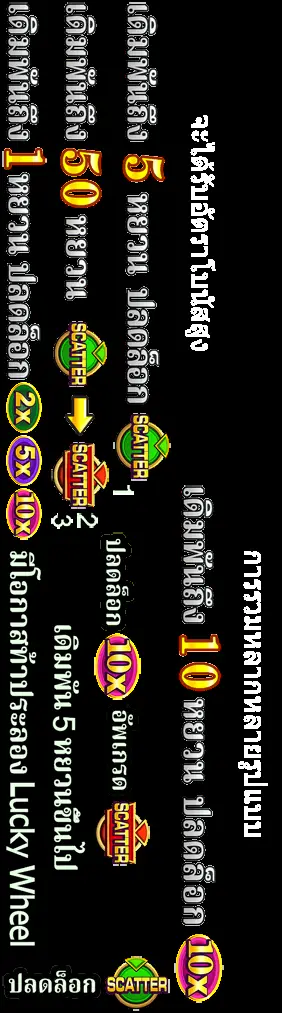 การรวมหลากหลายรูปแบบ
จะได้รับอัตราโบนัสสูง
เดิมพันถึง 10 หยวน ปลดล็อก 10x
เดิมพันถึง 5 หยวน ปลดล็อก SCATTER
1
ปลดล็อก 10x อัพเกรด SCATTER
เดิมพันถึง 50 หยวน SCATTER SCATTER
2
3
เดิมพัน 5 หยวนขึ้นไป
เดิมพันถึง 1 หยวน ปลดล็อก 2x 5x 10x
มีโอกาสท้าประลอง Lucky Wheel
ปลดล็อก SCATTER